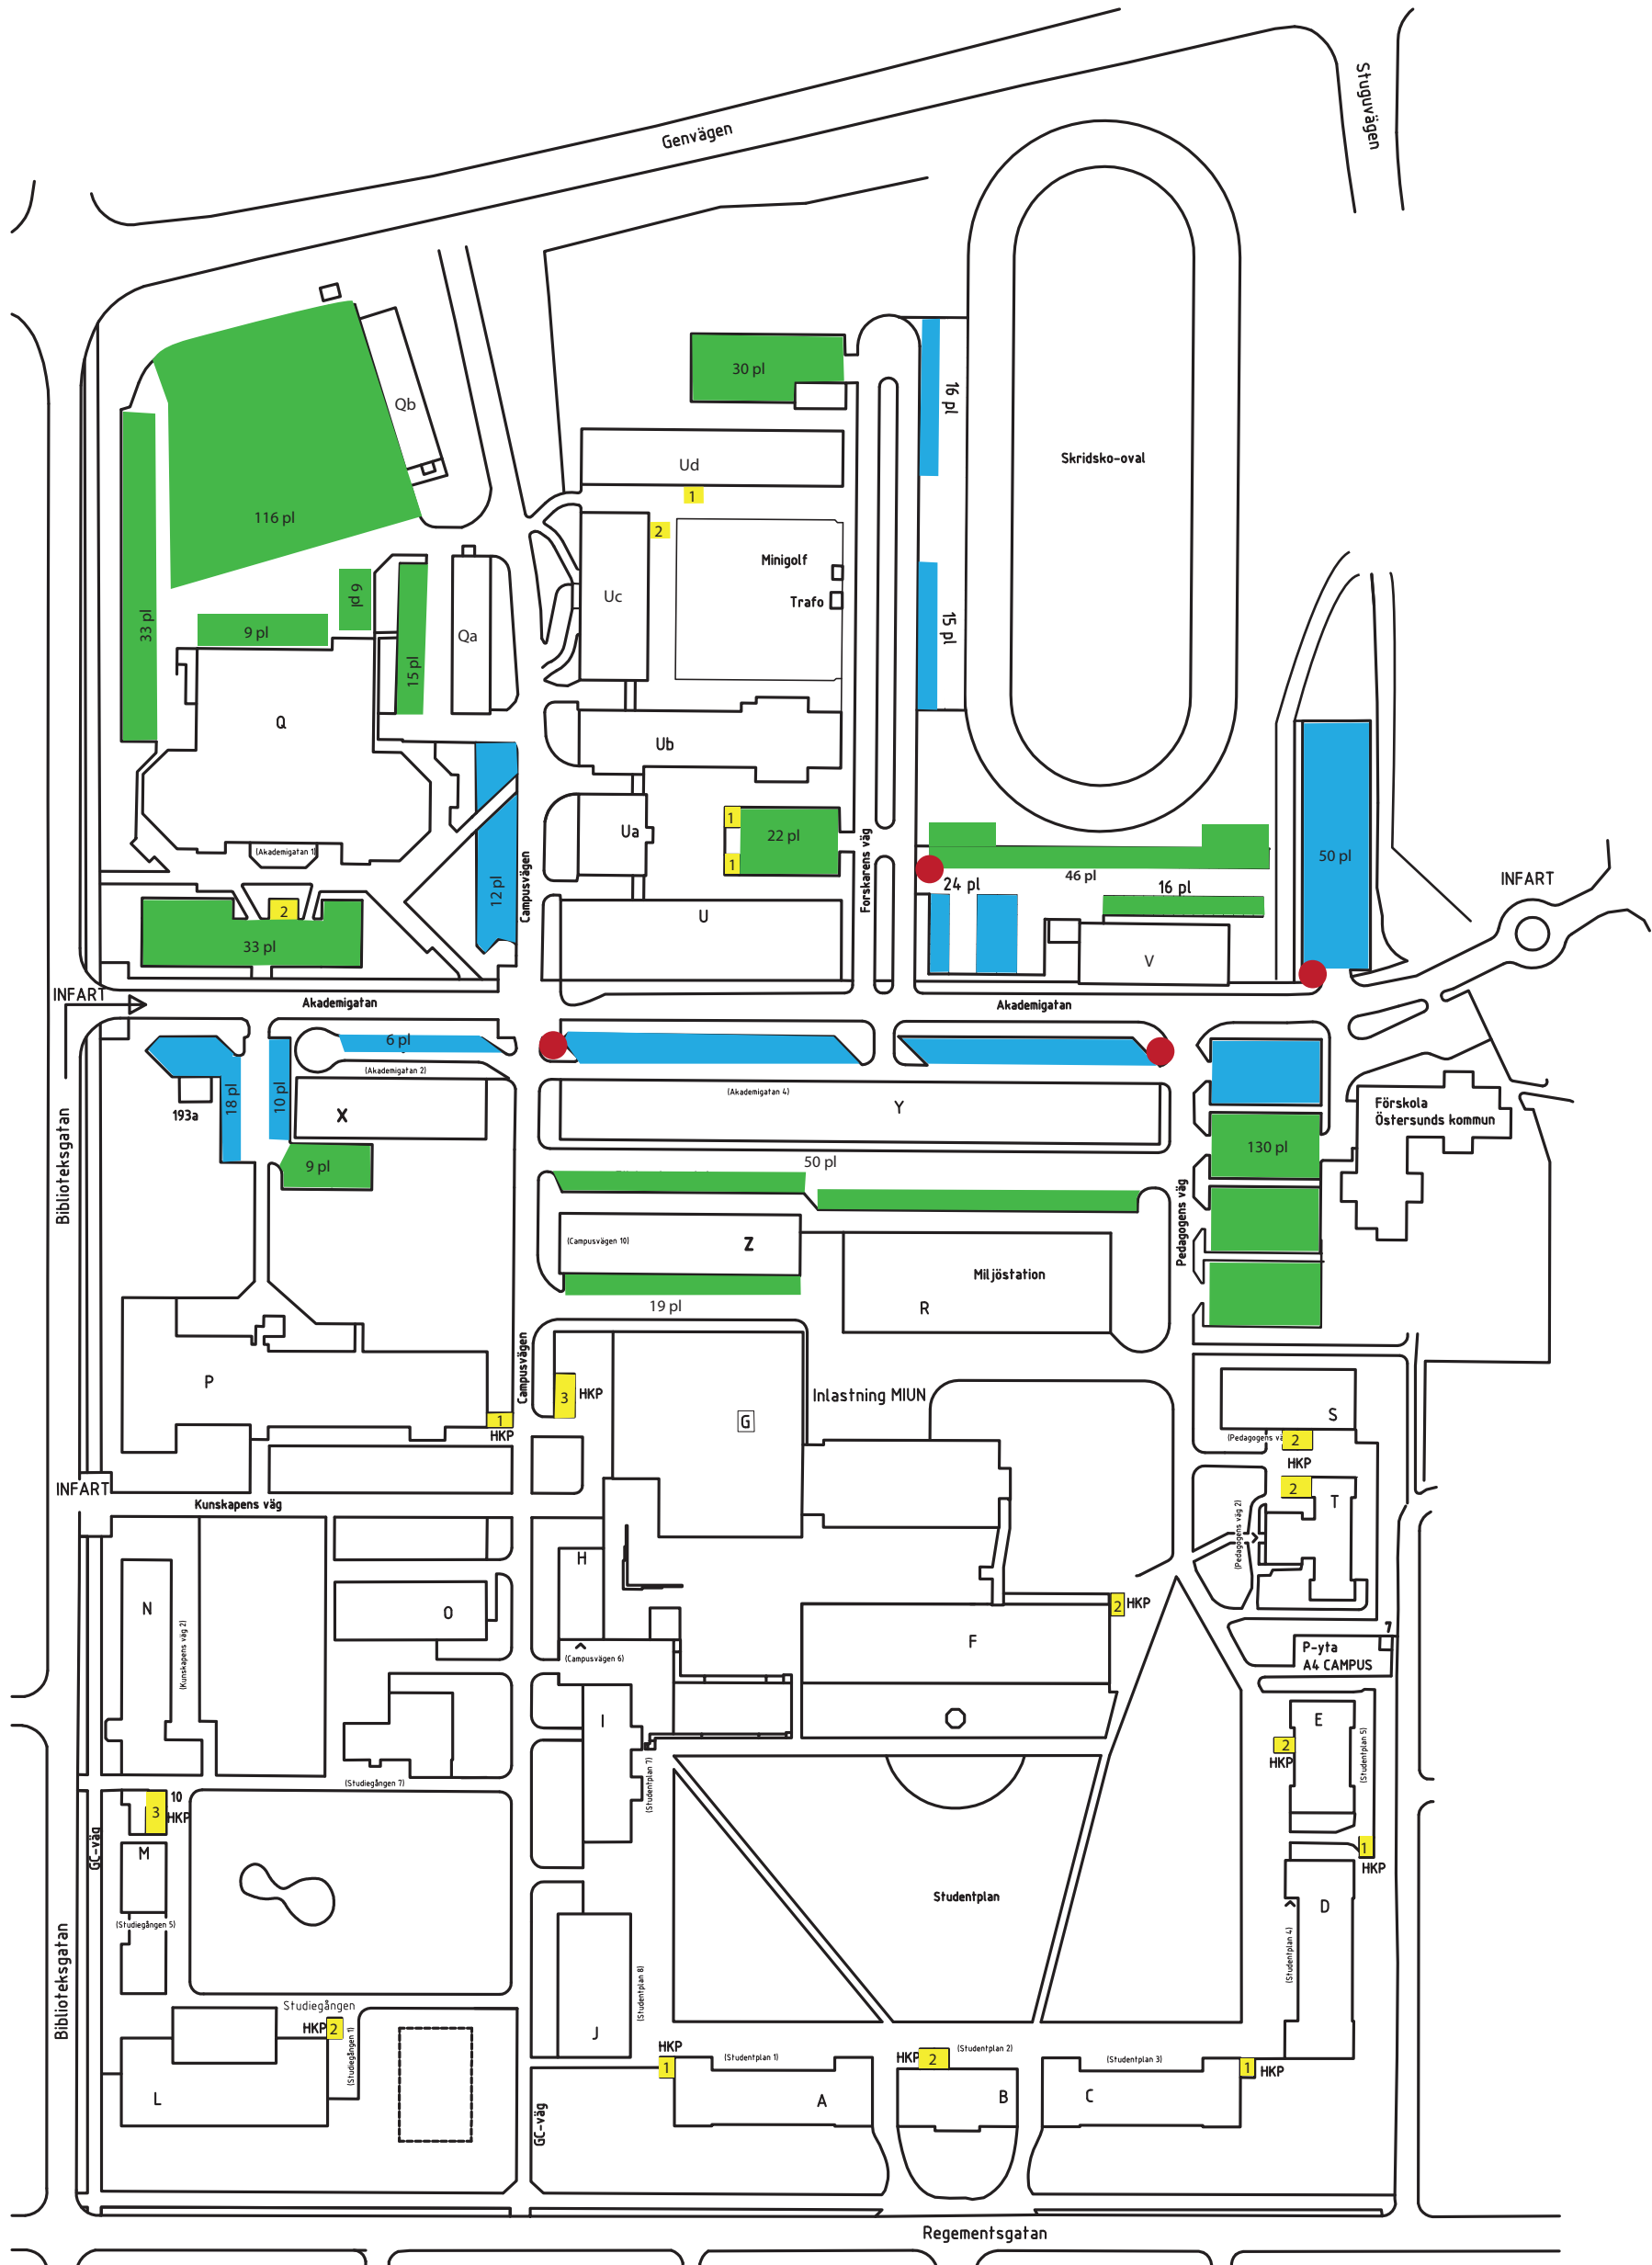 Genvägen
Stuguvägen
30 pl
16 pl
Qb
Skridsko-oval
Ud
1
116 pl
2
Minigolf
Uc
Trafo
6 pl
33 pl
9 pl
15 pl
Qa
15 pl
Q
Ub
1
Ua
22 pl
1
Forskarens väg
50 pl
(Akademigatan 1)
46 pl
INFART
24 pl
16 pl
12 pl
Campusvägen
2
U
33 pl
V
INFART
Akademigatan
Akademigatan
6 pl
(Akademigatan 2)
18 pl
10 pl
193a
X
(Akademigatan 4)
Y
Förskola
Östersunds kommun
Biblioteksgatan
9 pl
50 pl
130 pl
Pedagogens väg
(Campusvägen 10)
Z
Miljöstation
19 pl
R
Campusvägen
P
3
HKP
Inlastning MIUN
G
1
HKP
S
(Pedagogens vä
2
HKP
2
T
(Pedagogens väg 2)
INFART
Kunskapens väg
H
N
O
2
HKP
F
(Kunskapens väg 2)
(Campusvägen 6)
7
P-yta
A4 CAMPUS
I
E
2
HKP
(Studentplan 5)
(Studentplan 7)
(Studiegången 7)
10
3
HKP
GC-väg
M
1
HKP
Studentplan
D
(Studiegången 5)
(Studentplan 4)
Biblioteksgatan
(Studentplan 8)
Studiegången
HKP
2
(Studiegången 1)
J
HKP
1
(Studentplan 1)
HKP
2
(Studentplan 2)
(Studentplan 3)
1
HKP
L
A
B
C
GC-väg
Regementsgatan